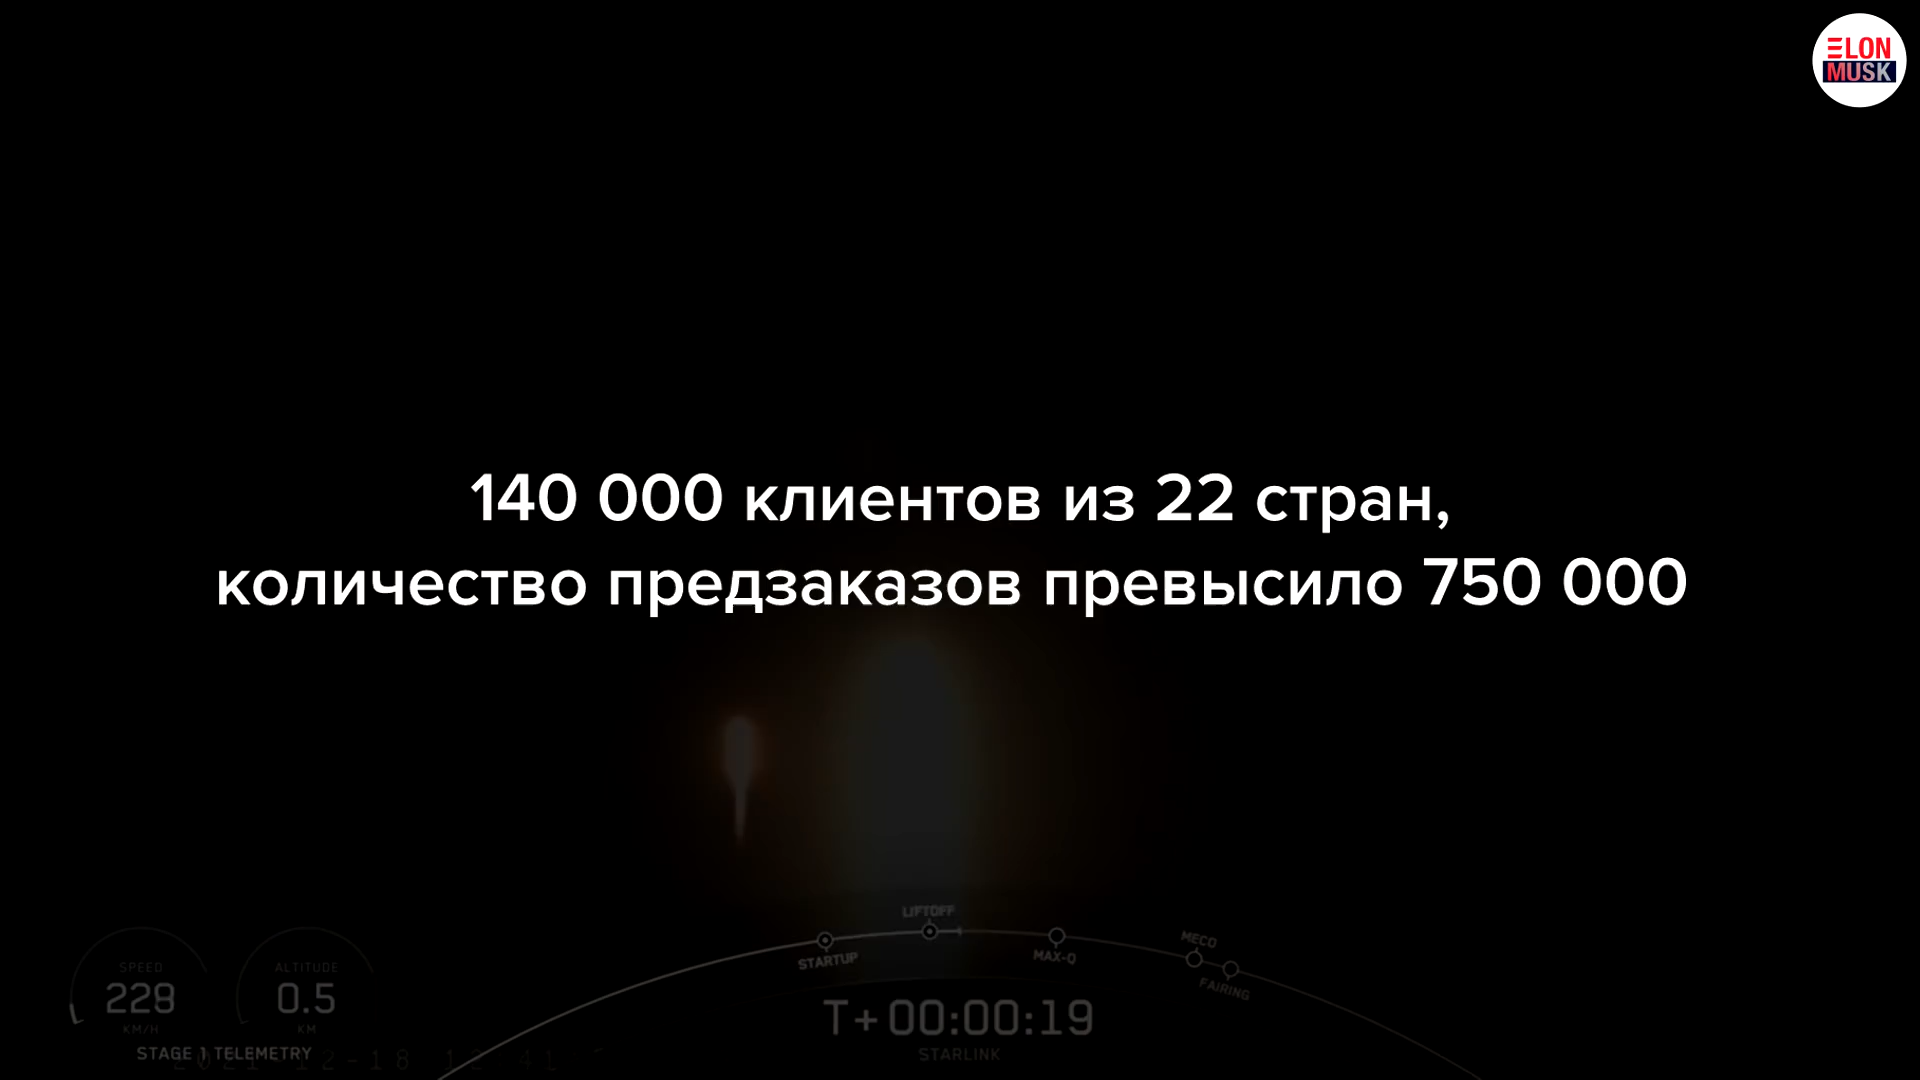 ELON
MUSK
140 000 клиентов из 22 стран,
количество предзаказов превысило 750 000
LIFTOFF
STARTUP
MAX-Q
MECO
FAIRING
SPEED
229
KM/H
ALTITUDE
0.5
KM
STAGE 1 TELEMETRY
T+00:00:19
STARLINK